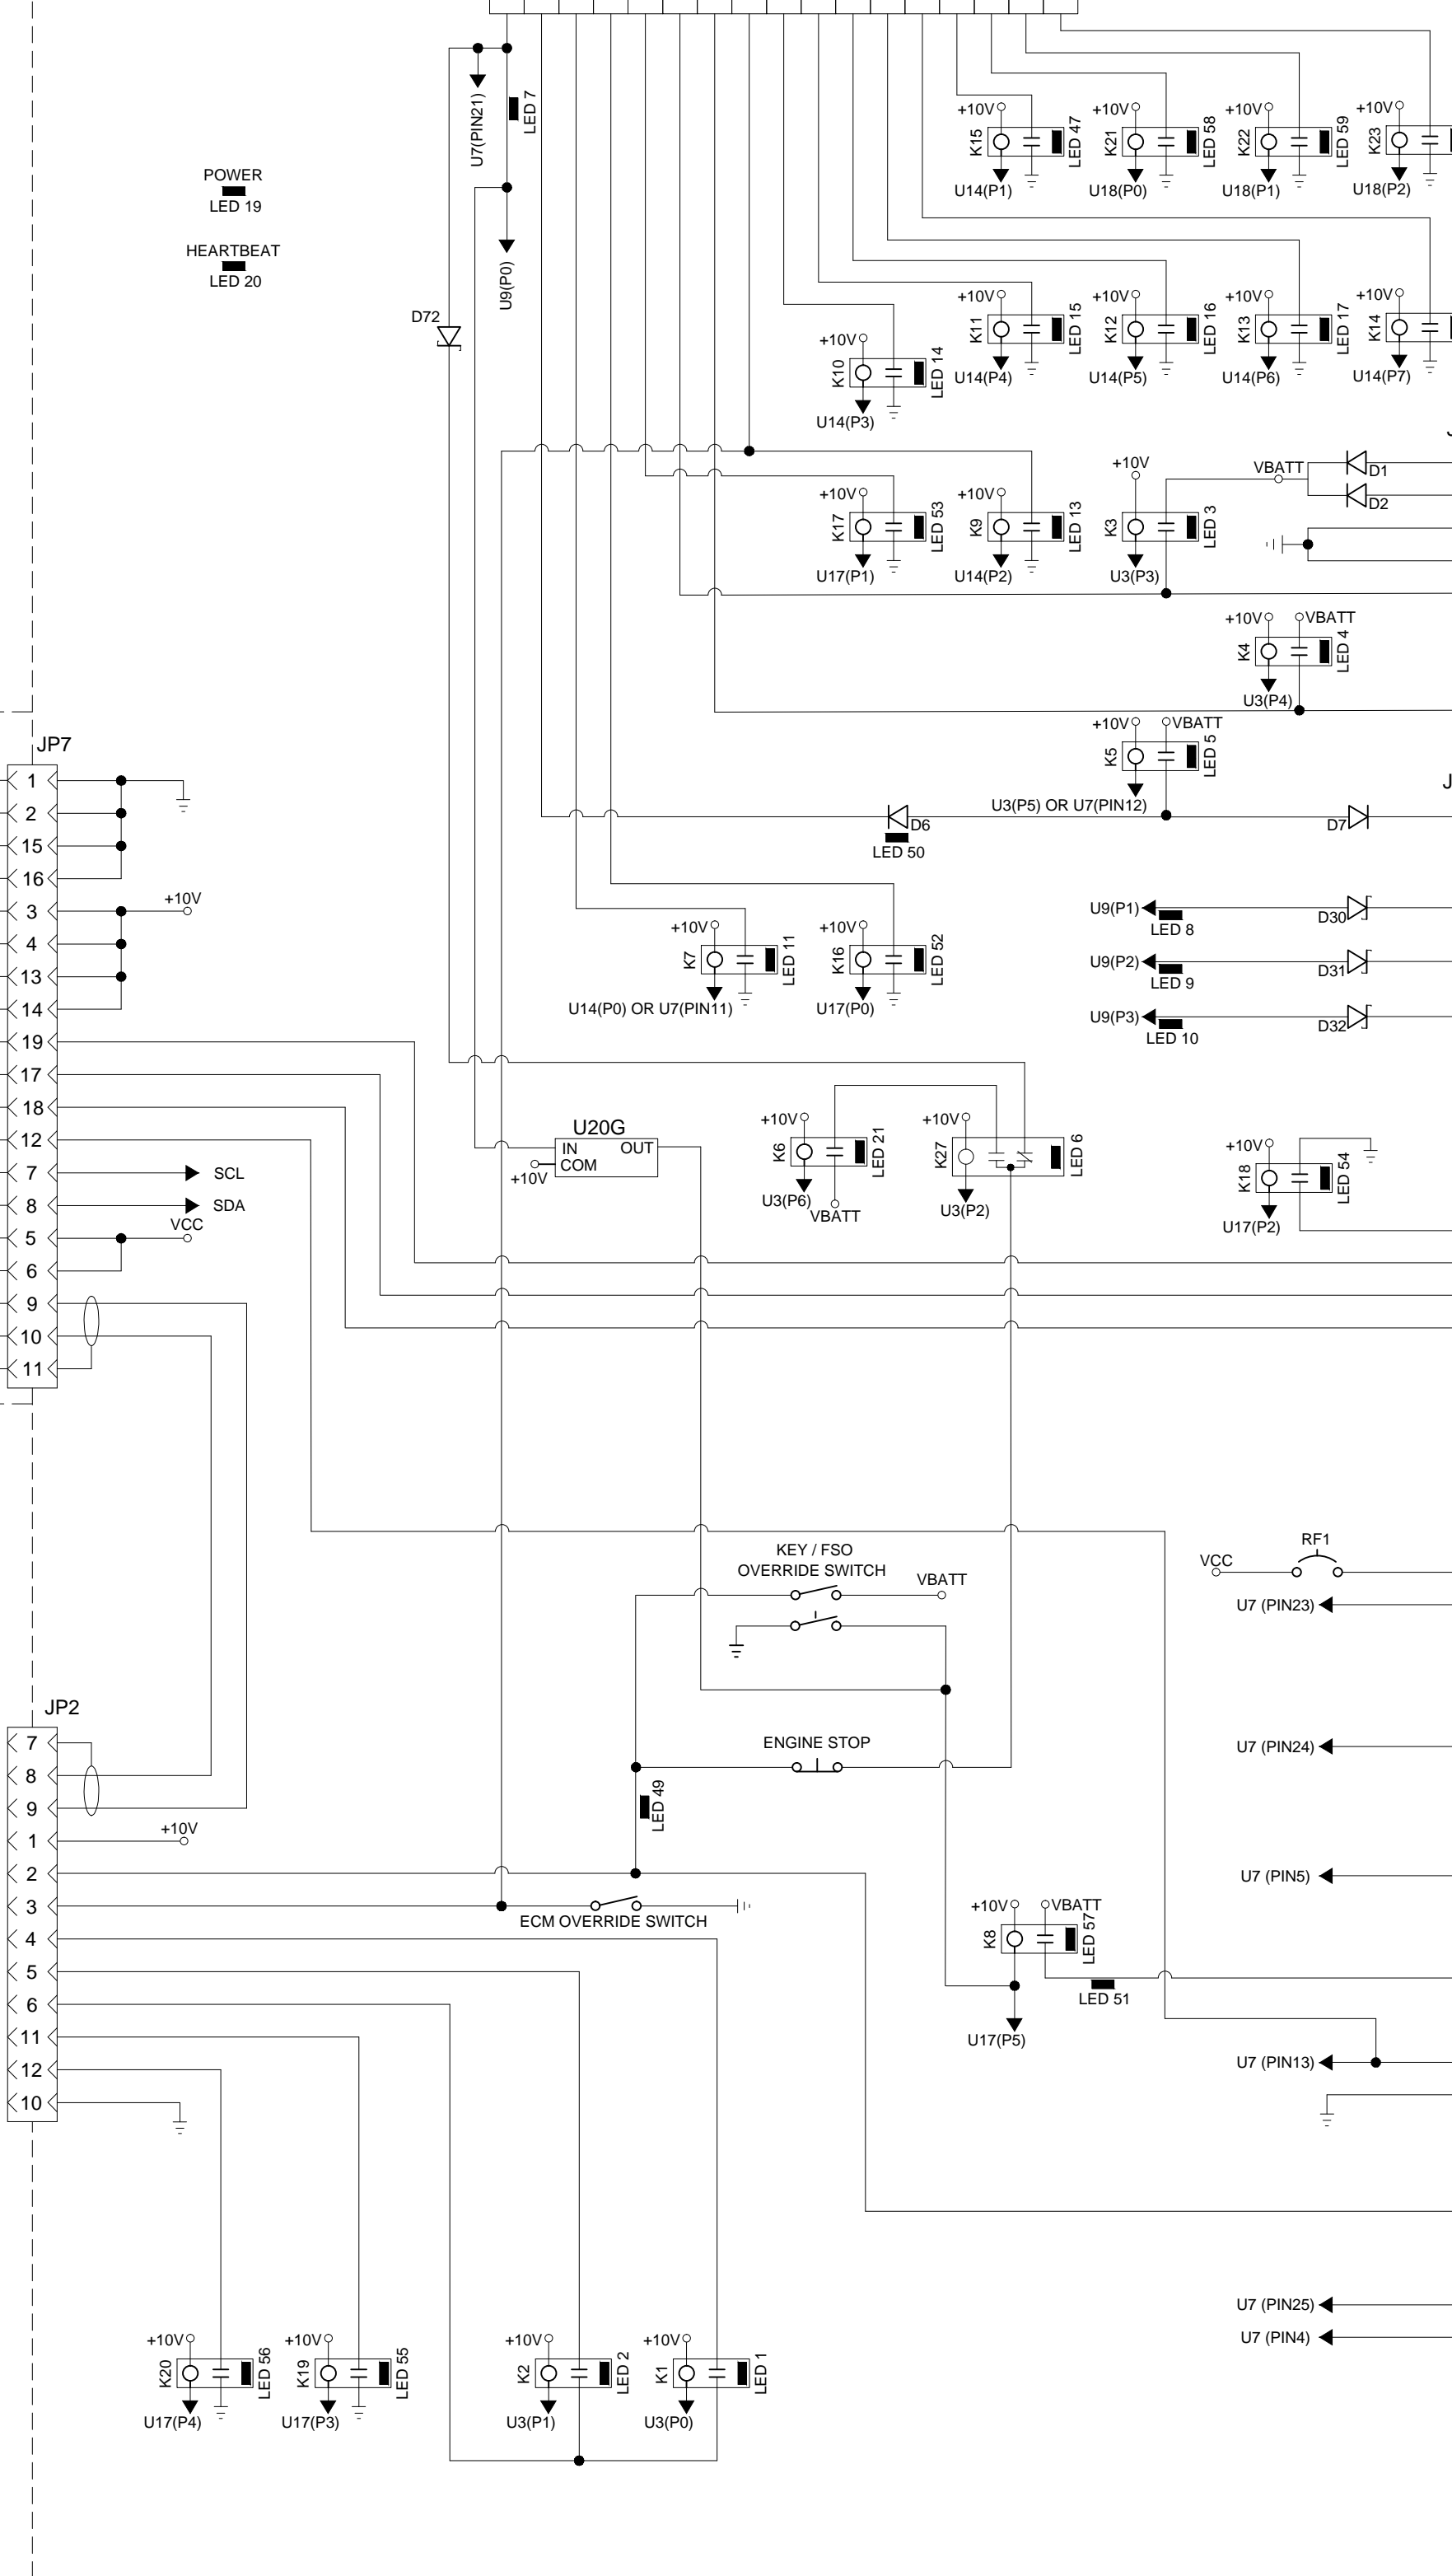 U7(PIN21)
LED 7
POWER
LED 19
HEARTBEAT
LED 20
U9(P0)
D72
+10V
K15
LED 47
U14(P1)
+10V
K21
LED 58
U18(P0)
+10V
K22
LED 59
U18(P1)
+10V
K23
U18(P2)
+10V
K10
LED 14
U14(P3)
+10V
K11
LED 15
U14(P4)
+10V
K12
LED 16
U14(P5)
+10V
K13
LED 17
U14(P6)
+10V
K14
U14(P7)
+10V
K17
LED 53
U17(P1)
+10V
K9
LED 13
U14(P2)
+10V
K3
LED 3
U3(P3)
VBATT
D1
D2
+10V
VBATT
K4
LED 4
U3(P4)
+10V
VBATT
K5
LED 5
U3(P5) OR U7(PIN12)
D6
LED 50
D7
JP7
1
2
15
16
3
+10V
4
13
14
19
17
18
12
7
SCL
8
SDA
5
VCC
6
9
10
11
+10V
K7
LED 11
U14(P0) OR U7(PIN11)
+10V
K16
LED 52
U17(P0)
U9(P1)
LED 8
D30
U9(P2)
LED 9
D31
U9(P3)
LED 10
D32
U20G
IN
OUT
COM
+10V
+10V
K6
LED 21
U3(P6)
VBATT
+10V
K27
LED 6
U3(P2)
+10V
K18
LED 54
U17(P2)
KEY / FSO
OVERRIDE SWITCH
VBATT
VCC
RF1
U7 (PIN23)
ENGINE STOP
LED 49
U7 (PIN24)
JP2
7
8
9
1
+10V
2
3
ECM OVERRIDE SWITCH
4
5
6
11
12
10
U7 (PIN5)
+10V
VBATT
K8
LED 57
LED 51
U17(P5)
U7 (PIN13)
U7 (PIN25)
U7 (PIN4)
+10V
K20
LED 56
U17(P4)
+10V
K19
LED 55
U17(P3)
+10V
K2
LED 2
U3(P1)
+10V
K1
LED 1
U3(P0)